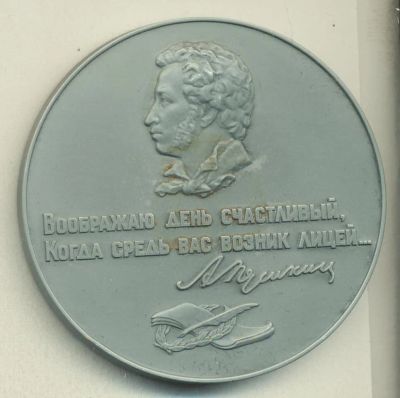 ВООБРАЖАЮ ДЕНЬ СЧАСТЛИВЫЙ,
КОГДА СРЕДЬ ВАС ВОЗНИК ЛИЦЕЙ...
А Пушкин